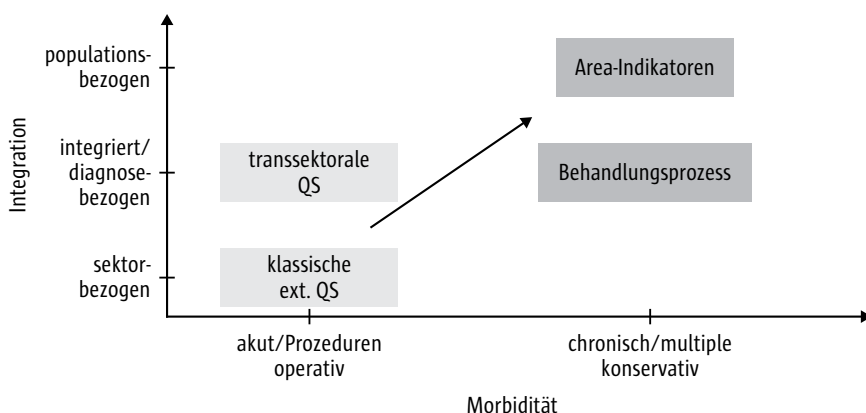 populations-
bezogen
Area-Indikatoren
integriert/
diagnose-
bezogen
transsektorale
QS
Behandlungsprozess
Integration
sektor-
bezogen
klassische
ext. QS
akut/Prozeduren
operativ
chronisch/multiple
konservativ
Morbidität